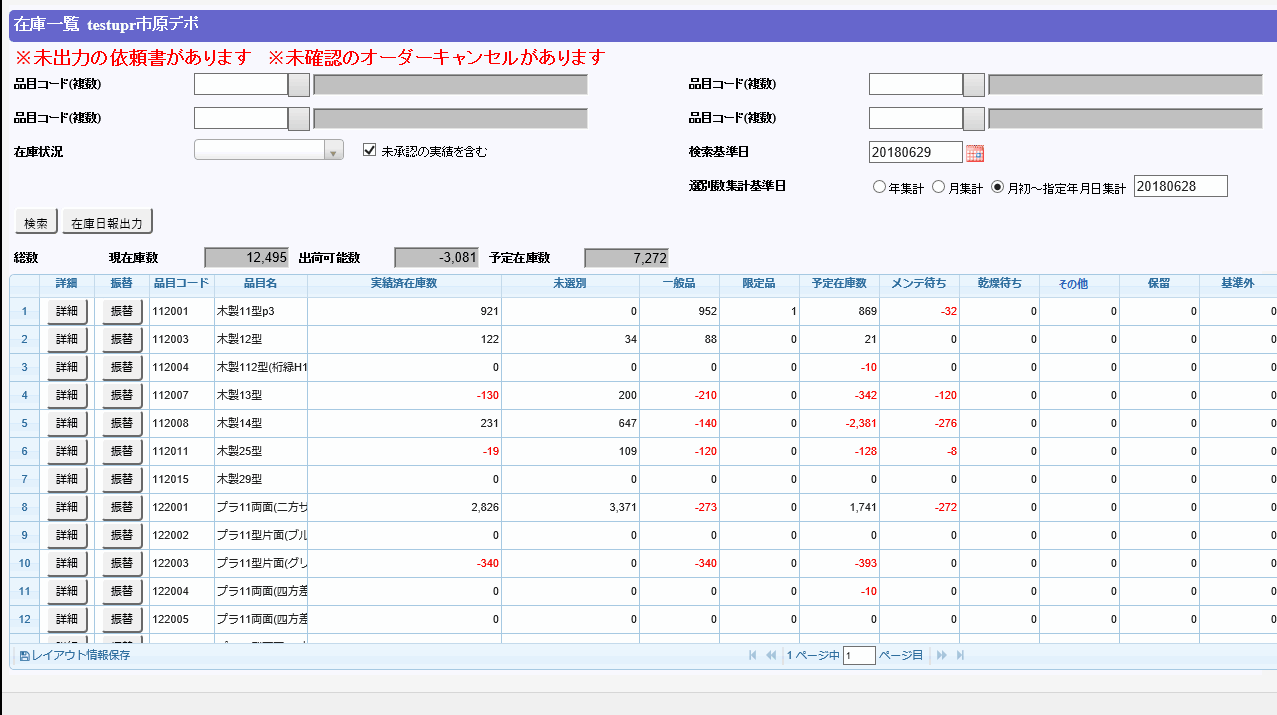 在庫一覧 testupr市原デポ
※未出力の依頼書があります ※未確認のオーダーキャンセルがあります
品目コード(複数) 品目コード(複数)
品目コード(複数) 品目コード(複数)
在庫状況 未承認の実績を含む 検索基準日 20180629
選別数集計基準日 年集計 月集計 月初～指定年月日集計 20180628
検索 在庫日報出力
総数 現在庫数 12,495 出荷可能数 -3,081 予定在庫数 7,272
詳細 振替 品目コード 品目名 実績済在庫数 未選別 一般品 限定品 予定在庫数 メンテ待ち 乾燥待ち その他 保留 基準外
1 詳細 振替 112001 木製11型p3 921 0 952 1 869 -32 0 0 0 0
2 詳細 振替 112003 木製12型 122 34 88 0 21 0 0 0 0 0
3 詳細 振替 112004 木製112型(桁緑H1 0 0 0 0 -10 0 0 0 0 0
4 詳細 振替 112007 木製13型 -130 200 -210 0 -342 -120 0 0 0 0
5 詳細 振替 112008 木製14型 231 647 -140 0 -2,381 -276 0 0 0 0
6 詳細 振替 112011 木製25型 -19 109 -120 0 -128 -8 0 0 0 0
7 詳細 振替 112015 木製29型 0 0 0 0 0 0 0 0 0 0
8 詳細 振替 122001 プラ11両面(二方サ 2,826 3,371 -273 0 1,741 -272 0 0 0 0
9 詳細 振替 122002 プラ11型片面(ブル 0 0 0 0 0 0 0 0 0 0
10 詳細 振替 122003 プラ11型片面(グリ -340 0 -340 0 -393 0 0 0 0 0
11 詳細 振替 122004 プラ11両面(四方差 0 0 0 0 -10 0 0 0 0 0
12 詳細 振替 122005 プラ11両面(四方差 0 0 0 0 0 0 0 0 0 0
レイアウト情報保存 1 ページ中 1 ページ目